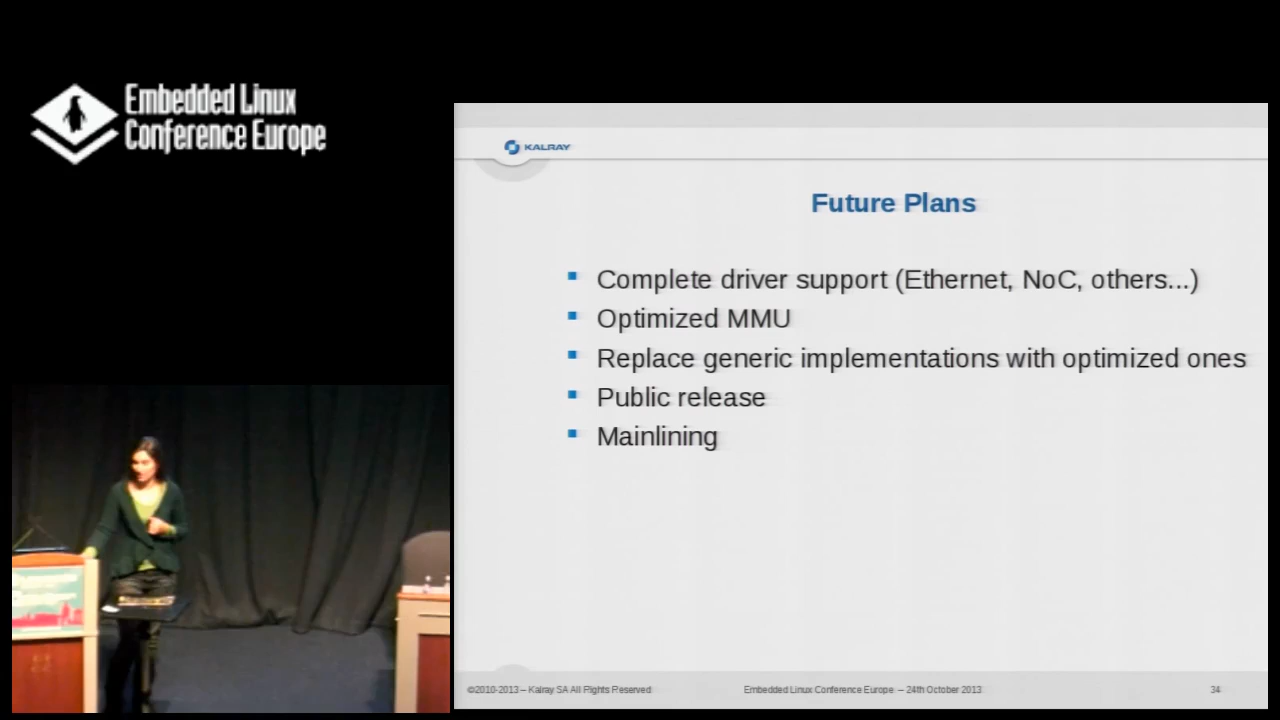 Embedded Linux
Conference Europe
KALRAY
Future Plans
Complete driver support (Ethernet, NoC, others...)
Optimized MMU
Replace generic implementations with optimized ones
Public release
Mainlining
©2010-2013 – Kalray SA All Rights Reserved
Embedded Linux Conference Europe – 24th October 2013
34